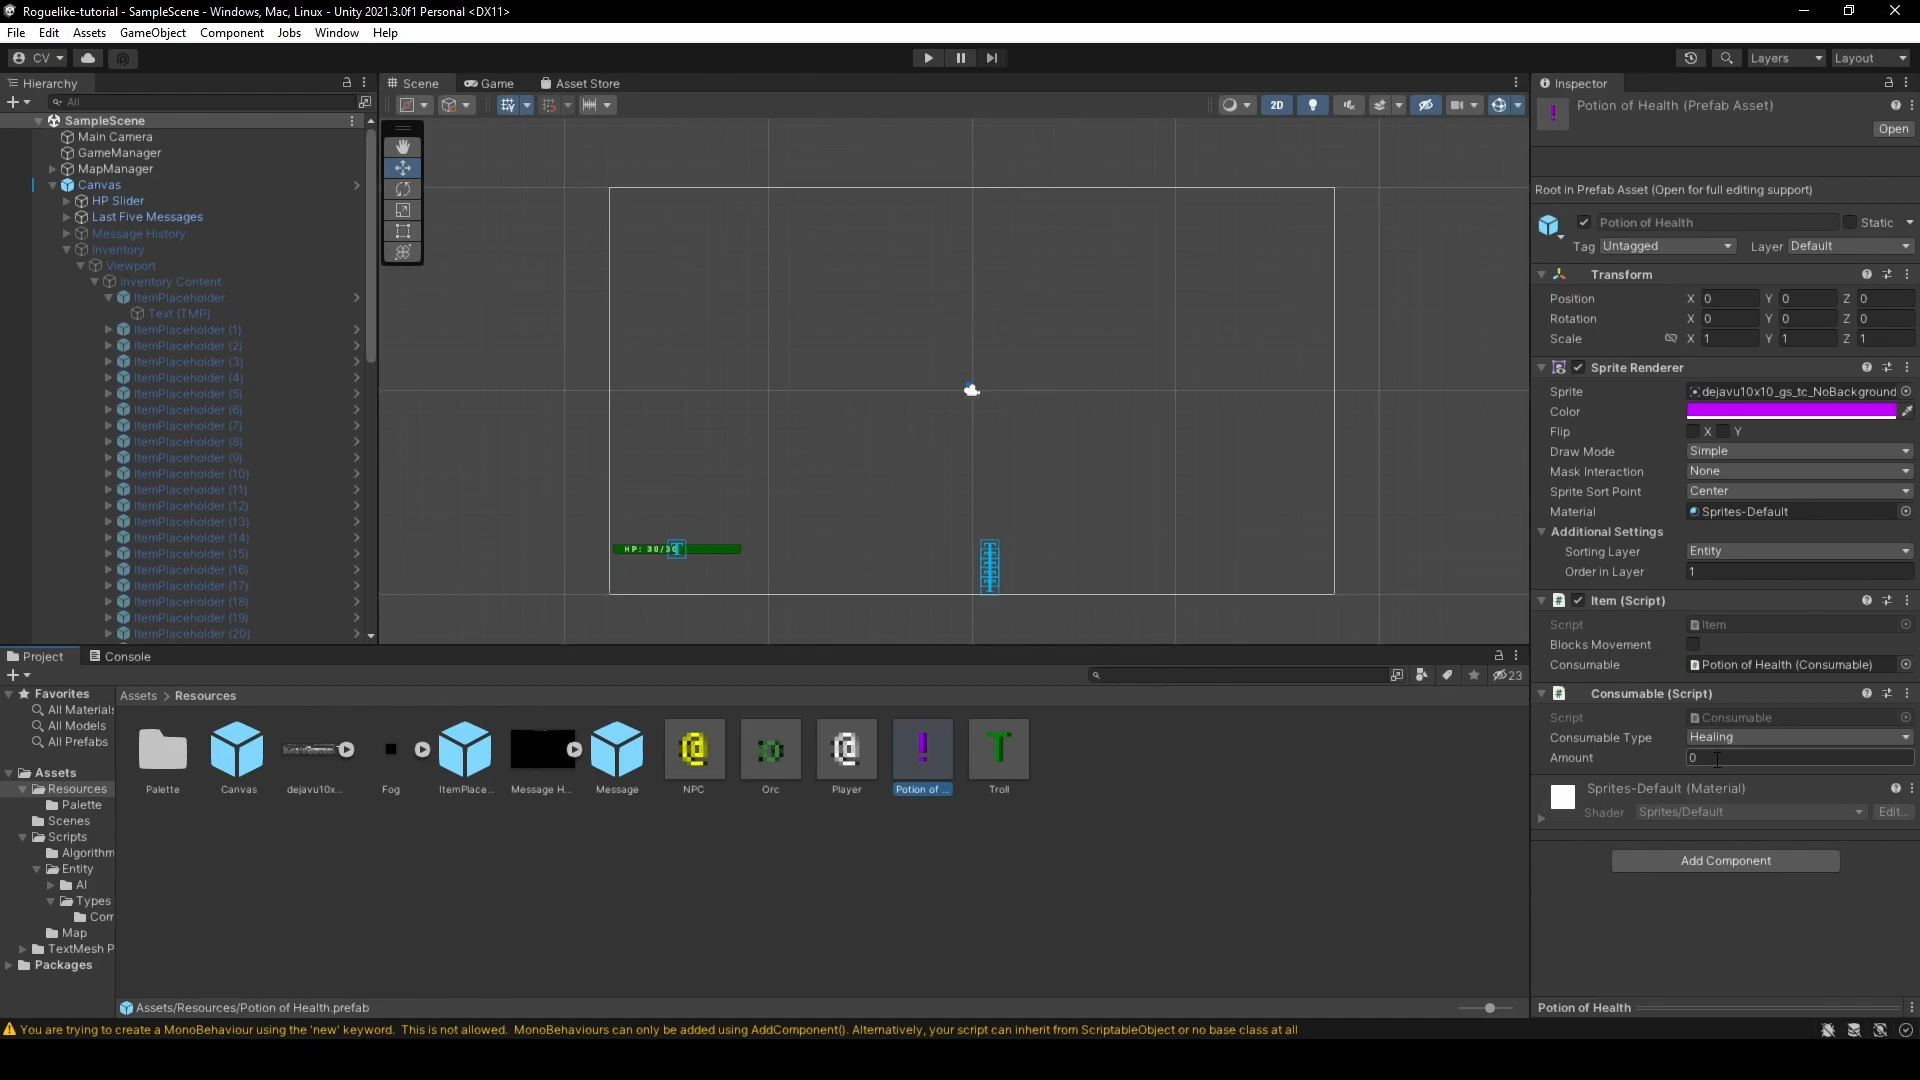 Roguelike-tutorial - SampleScene - Windows, Mac, Linux - Unity 2021.3.0f1 Personal <DX11>
File Edit Assets GameObject Component Jobs Window Help
CV Layers Layout
Hierarchy
All
SampleScene
Main Camera
GameManager
MapManager
Canvas
HP Slider
Last Five Messages
Message History
Inventory
Viewport
Inventory Content
ItemPlaceholder
Text (TMP)
ItemPlaceholder (1)
ItemPlaceholder (2)
ItemPlaceholder (3)
ItemPlaceholder (4)
ItemPlaceholder (5)
ItemPlaceholder (6)
ItemPlaceholder (7)
ItemPlaceholder (8)
ItemPlaceholder (9)
ItemPlaceholder (10)
ItemPlaceholder (11)
ItemPlaceholder (12)
ItemPlaceholder (13)
ItemPlaceholder (14)
ItemPlaceholder (15)
ItemPlaceholder (16)
ItemPlaceholder (17)
ItemPlaceholder (18)
ItemPlaceholder (19)
ItemPlaceholder (20)
Scene Game Asset Store
2D
HP: 30/30
Inspector
Potion of Health (Prefab Asset)
Open
Root in Prefab Asset (Open for full editing support)
Potion of Health Static
Tag Untagged Layer Default
Transform
Position X 0 Y 0 Z 0
Rotation X 0 Y 0 Z 0
Scale X 1 Y 1 Z 1
Sprite Renderer
Sprite dejavu10x10_gs_tc_NoBackground
Color
Flip X Y
Draw Mode Simple
Mask Interaction None
Sprite Sort Point Center
Material Sprites-Default
Additional Settings
Sorting Layer Entity
Order in Layer 1
Item (Script)
Script Item
Blocks Movement
Consumable Potion of Health (Consumable)
Consumable (Script)
Script Consumable
Consumable Type Healing
Amount 0
Sprites-Default (Material)
Shader Sprites/Default Edit...
Add Component
Potion of Health
Project Console
23
Favorites
All Materials
All Models
All Prefabs
Assets
Resources
Palette
Scenes
Scripts
Algorithm
Entity
AI
Types
Com
Map
TextMesh P
Packages
Assets > Resources
Palette Canvas dejavu10x... Fog ItemPlace... Message H... Message NPC Orc Player Potion of ... Troll
Assets/Resources/Potion of Health.prefab
You are trying to create a MonoBehaviour using the 'new' keyword. This is not allowed. MonoBehaviours can only be added using AddComponent(). Alternatively, your script can inherit from ScriptableObject or no base class at all